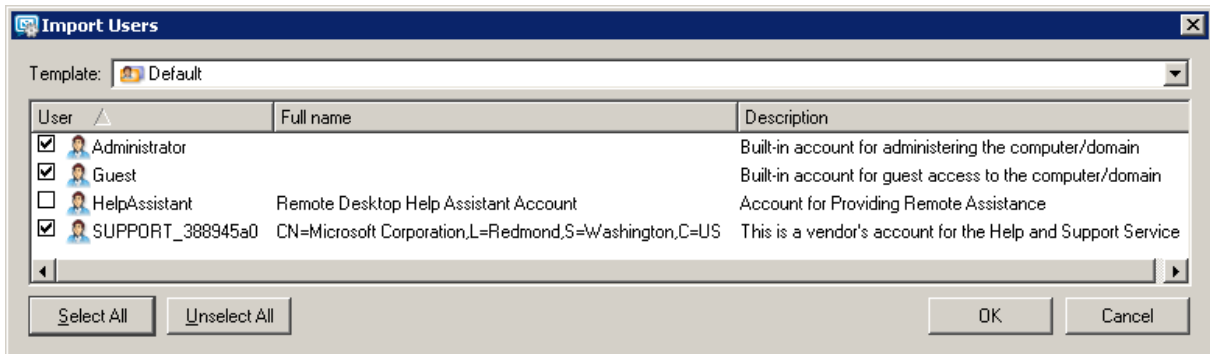 Import Users
Template: Default
User Full name Description
Administrator Built-in account for administering the computer/domain
Guest Built-in account for guest access to the computer/domain
HelpAssistant Remote Desktop Help Assistant Account Account for Providing Remote Assistance
SUPPORT_388945a0 CN=Microsoft Corporation,L=Redmond,S=Washington,C=US This is a vendor's account for the Help and Support Service
Select All Unselect All OK Cancel